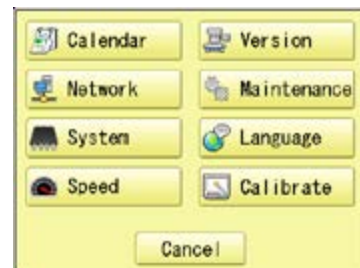 Calendar
Version
Network
Maintenance
System
Language
Speed
Calibrate
Cancel